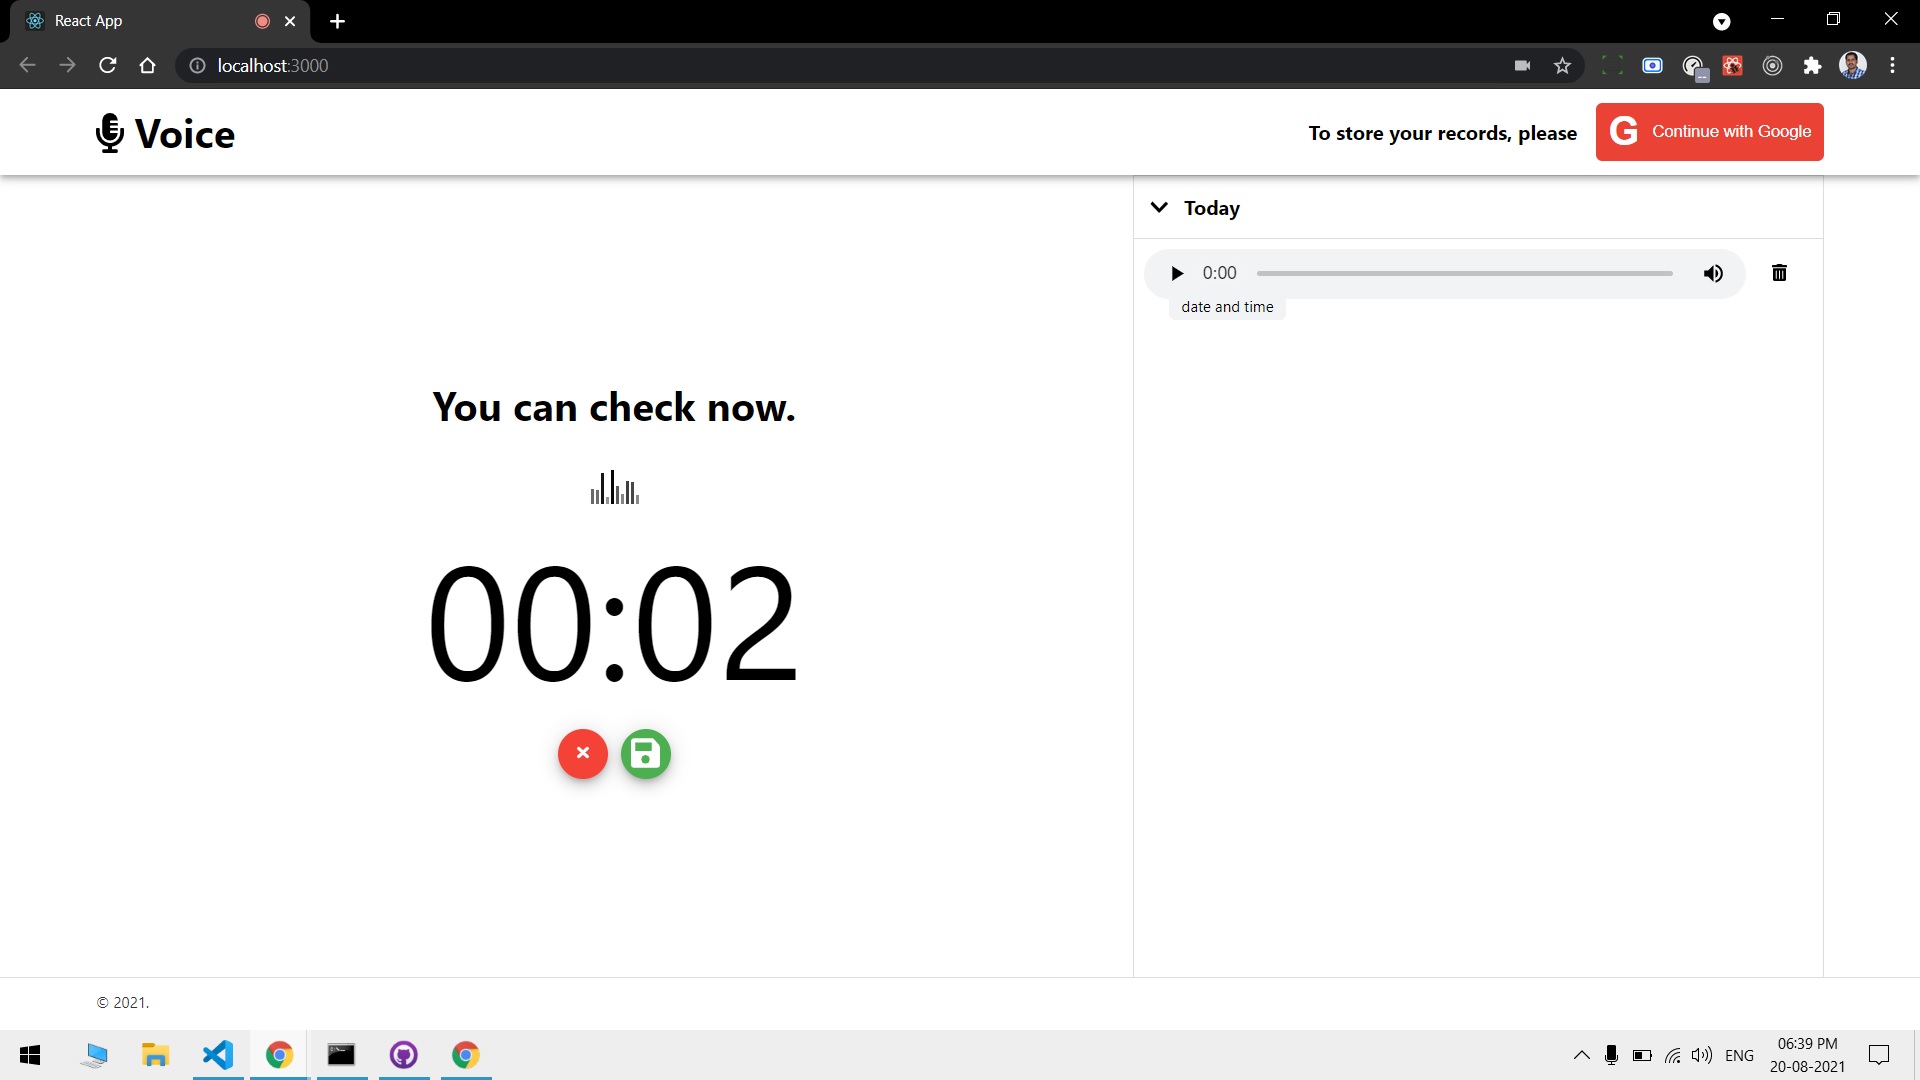 React App
localhost:3000
Voice
To store your records, please
G Continue with Google
Today
0:00
date and time
You can check now.
00:02
© 2021.
ENG
06:39 PM
20-08-2021